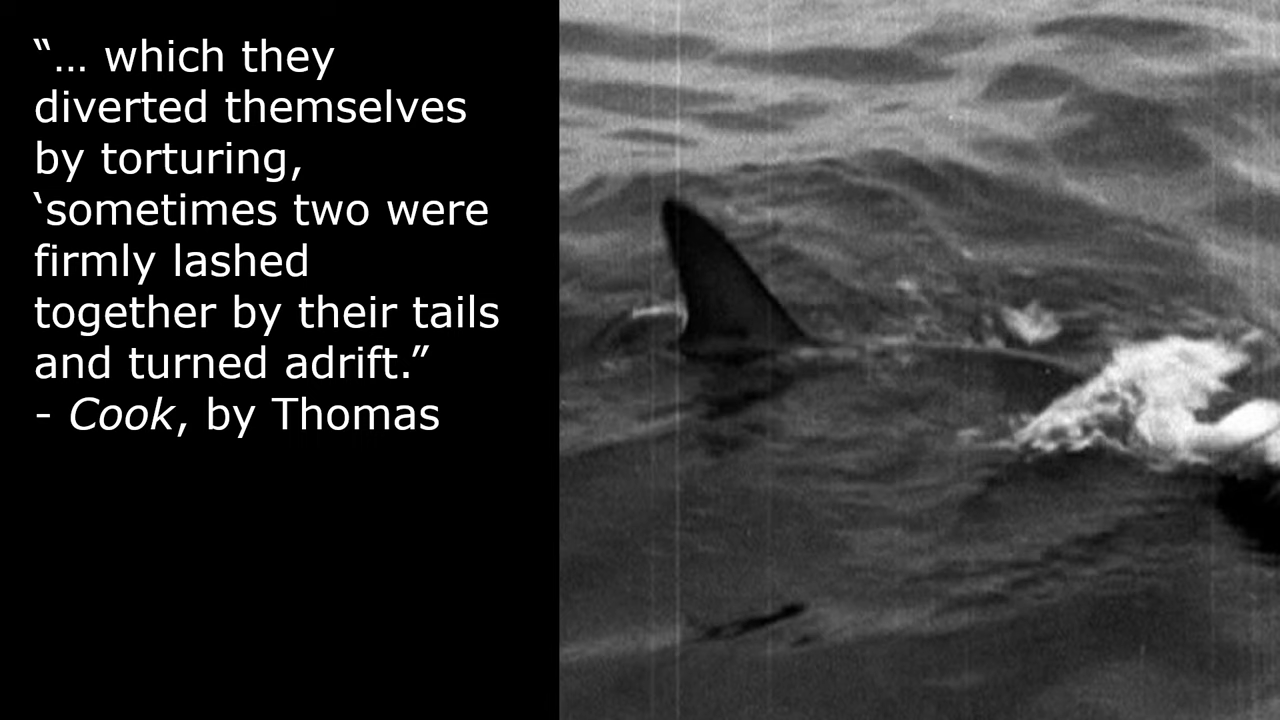 “… which they
diverted themselves
by torturing,
‘sometimes two were
firmly lashed
together by their tails
and turned adrift.”
- Cook, by Thomas